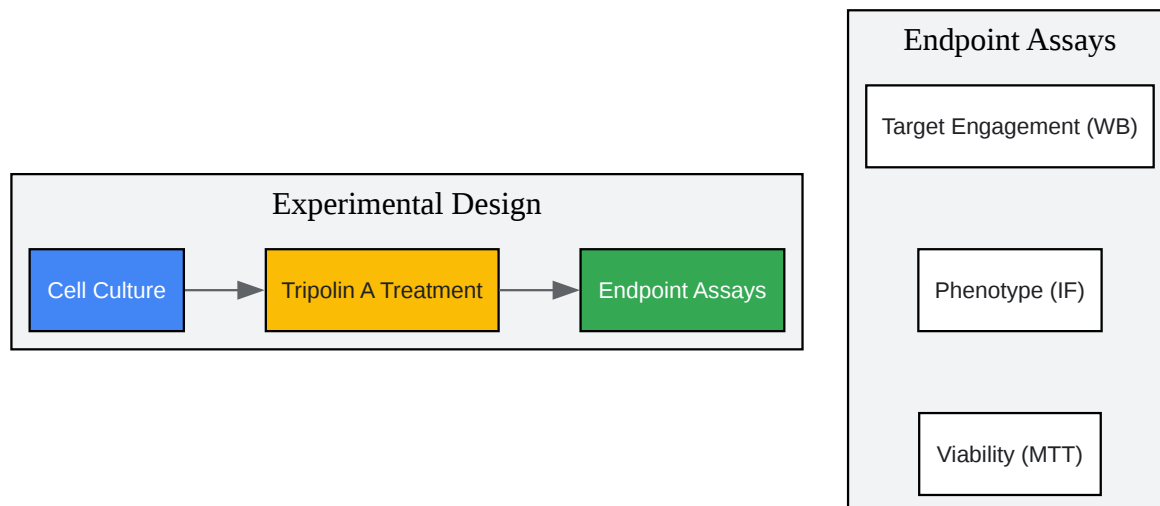 Experimental Design
Cell Culture
Tripolin A Treatment
Endpoint Assays
Endpoint Assays
Target Engagement (WB)
Phenotype (IF)
Viability (MTT)